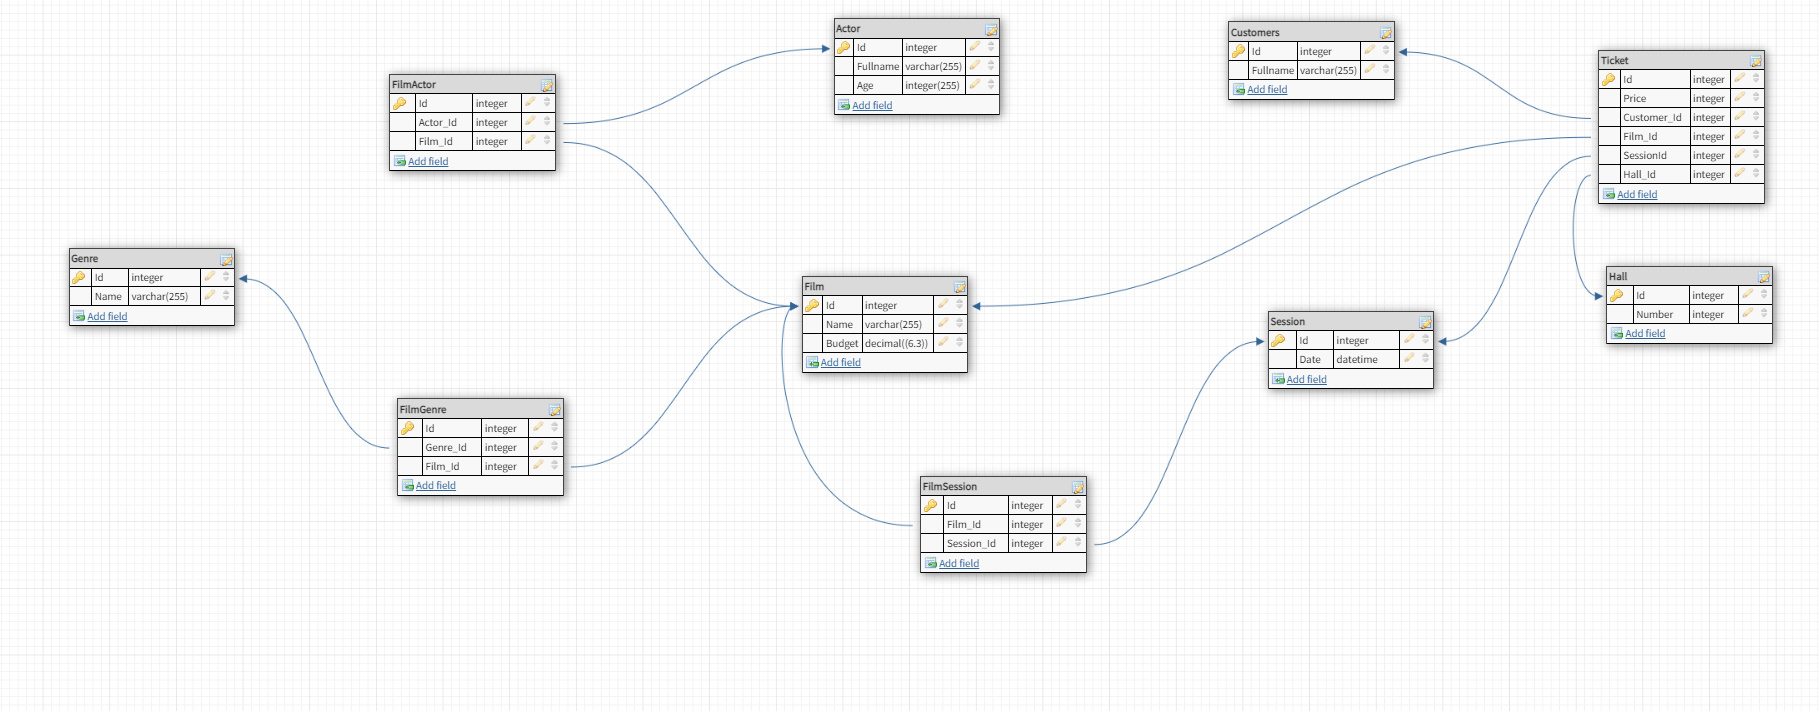 Actor
Id integer
Fullname varchar(255)
Age integer(255)
Add field
Customers
Id integer
Fullname varchar(255)
Add field
Ticket
Id integer
Price integer
Customer_Id integer
Film_Id integer
SessionId integer
Hall_Id integer
Add field
FilmActor
Id integer
Actor_Id integer
Film_Id integer
Add field
Genre
Id integer
Name varchar(255)
Add field
Film
Id integer
Name varchar(255)
Budget decimal((6.3))
Add field
Hall
Id integer
Number integer
Add field
Session
Id integer
Date datetime
Add field
FilmGenre
Id integer
Genre_Id integer
Film_Id integer
Add field
FilmSession
Id integer
Film_Id integer
Session_Id integer
Add field